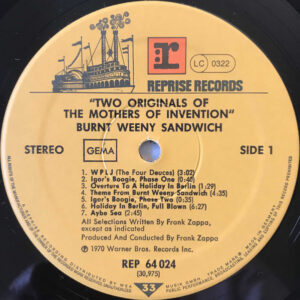 r:
LC 0322
REPRISE RECORDS
"TWO ORIGINALS OF
THE MOTHERS OF INVENTION"
BURNT WEENY SANDWICH
STEREO
GEMA
SIDE 1
1. W P L J (The Four Deuces) (3:02)
2. Igor's Boogie, Phase One (0:40)
3. Overture To A Holiday In Berlin (1:29)
4. Theme From Burnt Weeny Sandwich (4:35)
5. Igor's Boogie, Phase Two (0:35)
6. Holiday In Berlin, Full Blown (6:27)
7. Aybe Sea (2:45)
All Selections Written by Frank Zappa,
except as indicated
Produced And Conducted By Frank Zappa
℗ 1970 Warner Bros. Records Inc.
REP 64 024
(30,975)
33